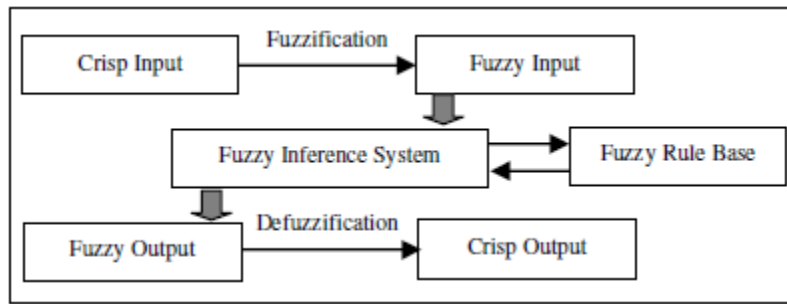 Fuzzification
Crisp Input
Fuzzy Input
Fuzzy Inference System
Fuzzy Rule Base
Defuzzification
Fuzzy Output
Crisp Output